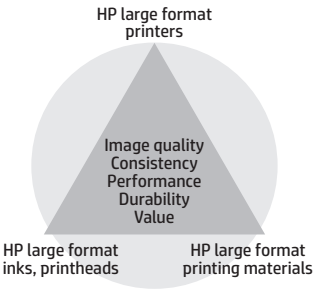 HP large format
printers
Image quality
Consistency
Performance
Durability
Value
HP large format
inks, printheads
HP large format
printing materials